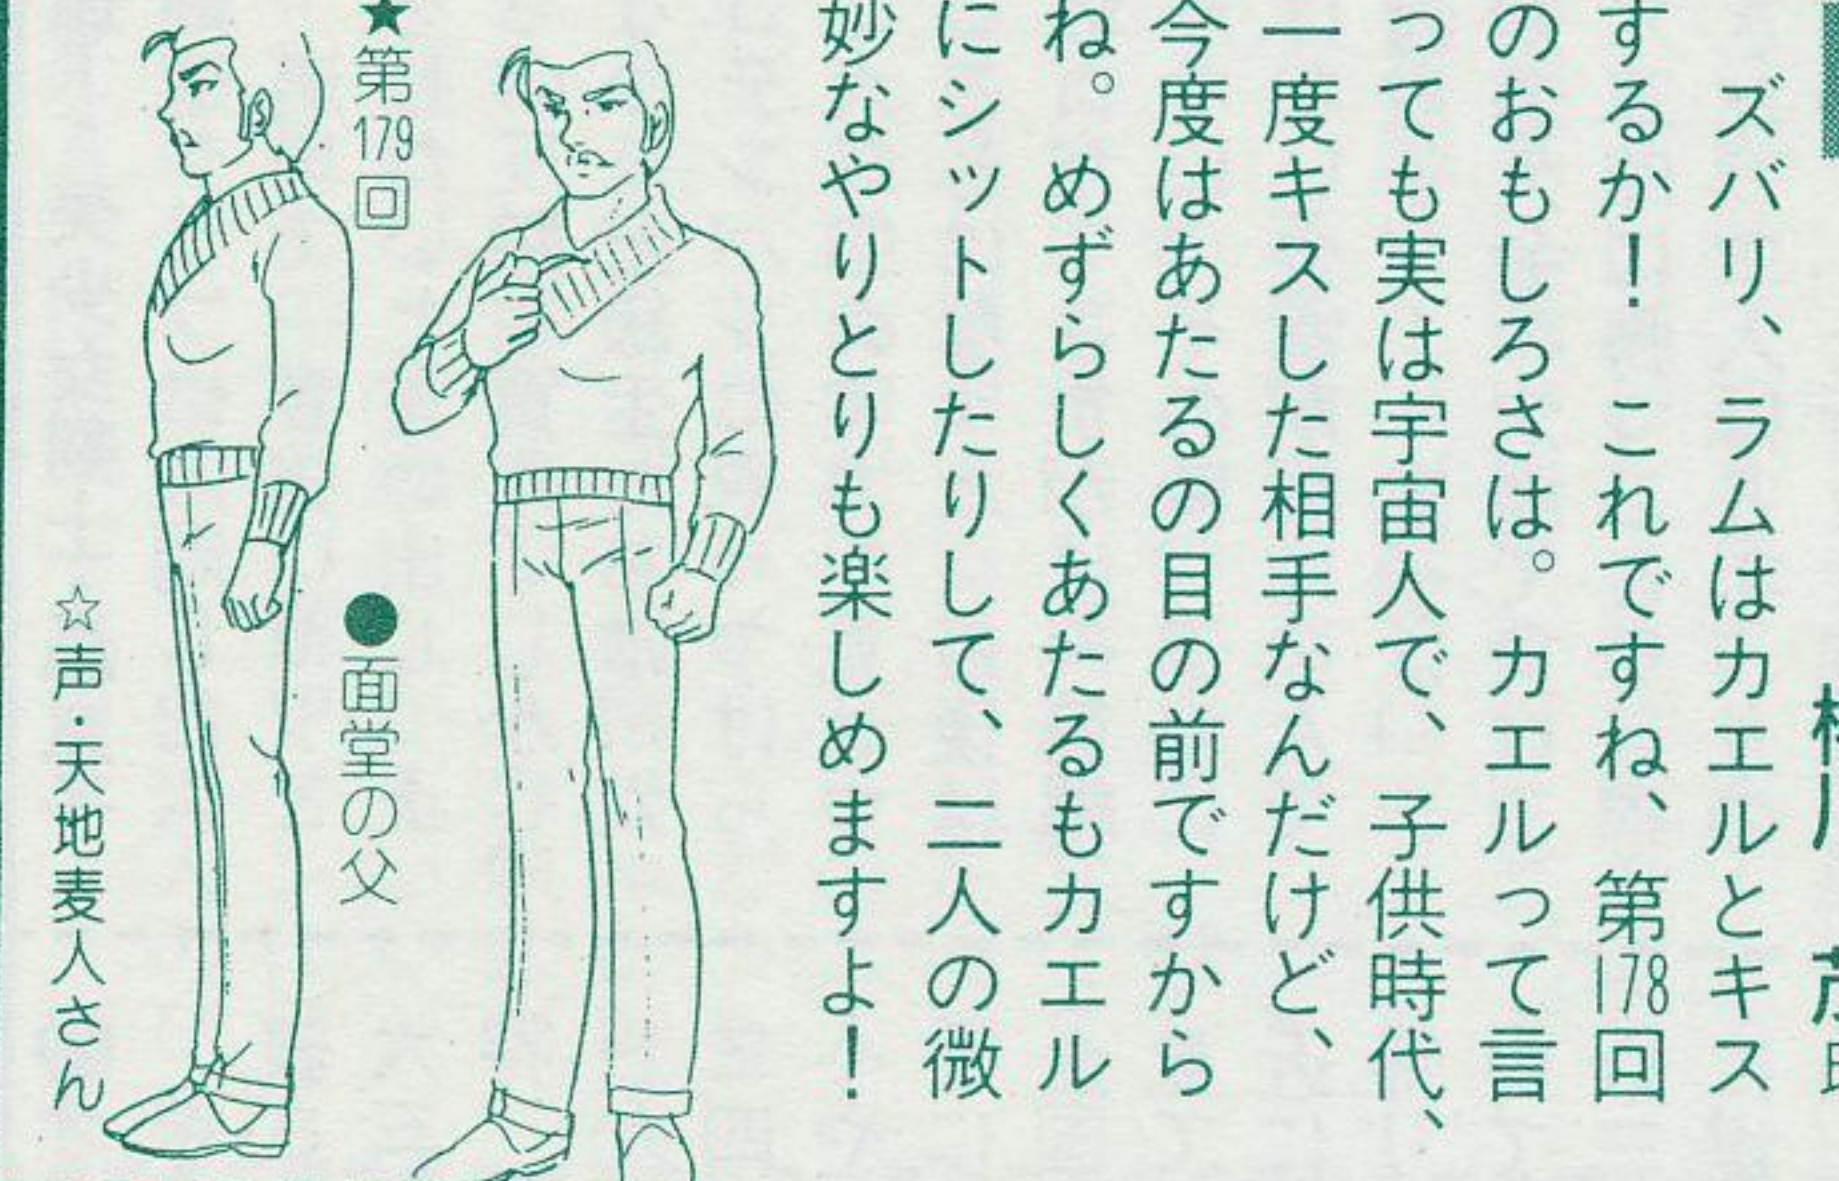 ズバリ、ラムはカエルとキス
するか！　これですね、第178回
のおもしろさは。カエルって言
っても実は宇宙人で、子供時代、
一度キスした相手なんだけど、
今度はあたるの目の前ですから
ね。めずらしくあたるもカエル
にシットしたりして、二人の微
妙なやりとりも楽しめますよ！
★第179回
●面堂の父
☆声・天地麦人さん